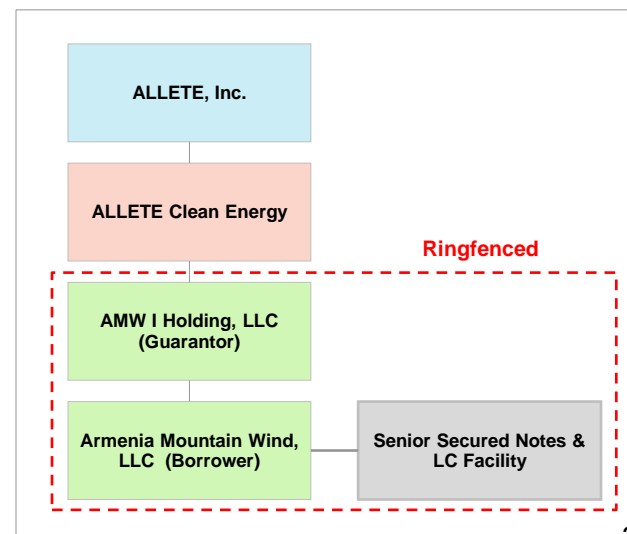 ALLETE, Inc.
ALLETE Clean Energy
Ringfenced
AMW I Holding, LLC
(Guarantor)
Armenia Mountain Wind,
LLC (Borrower)
Senior Secured Notes &
LC Facility